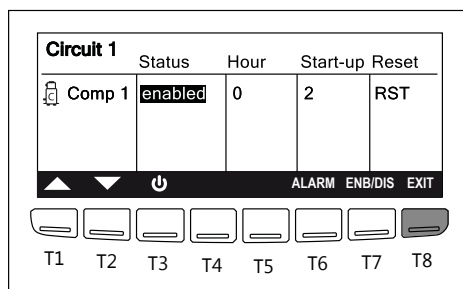 Circuit 1 Status Hour Start-up Reset
C Comp 1 enabled 0 2 RST
ALARM ENB/DIS EXIT
T1 T2 T3 T4 T5 T6 T7 T8